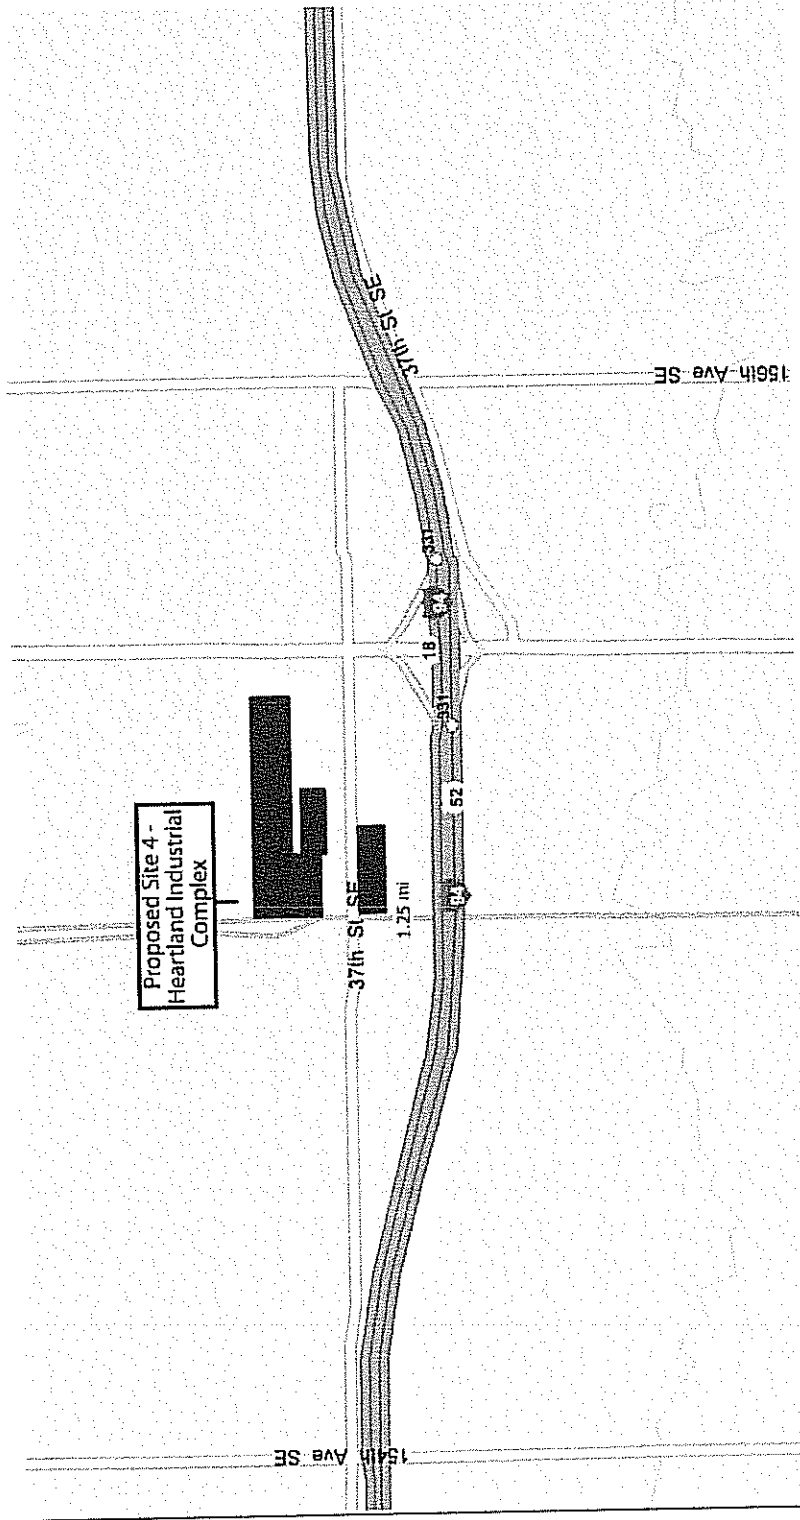 Proposed Site 4 -
Heartland Industrial
Complex
37th St SE
1.25 mi
37th St SE
156th Ave SE
154th Ave SE
331
94
18
331
52
94